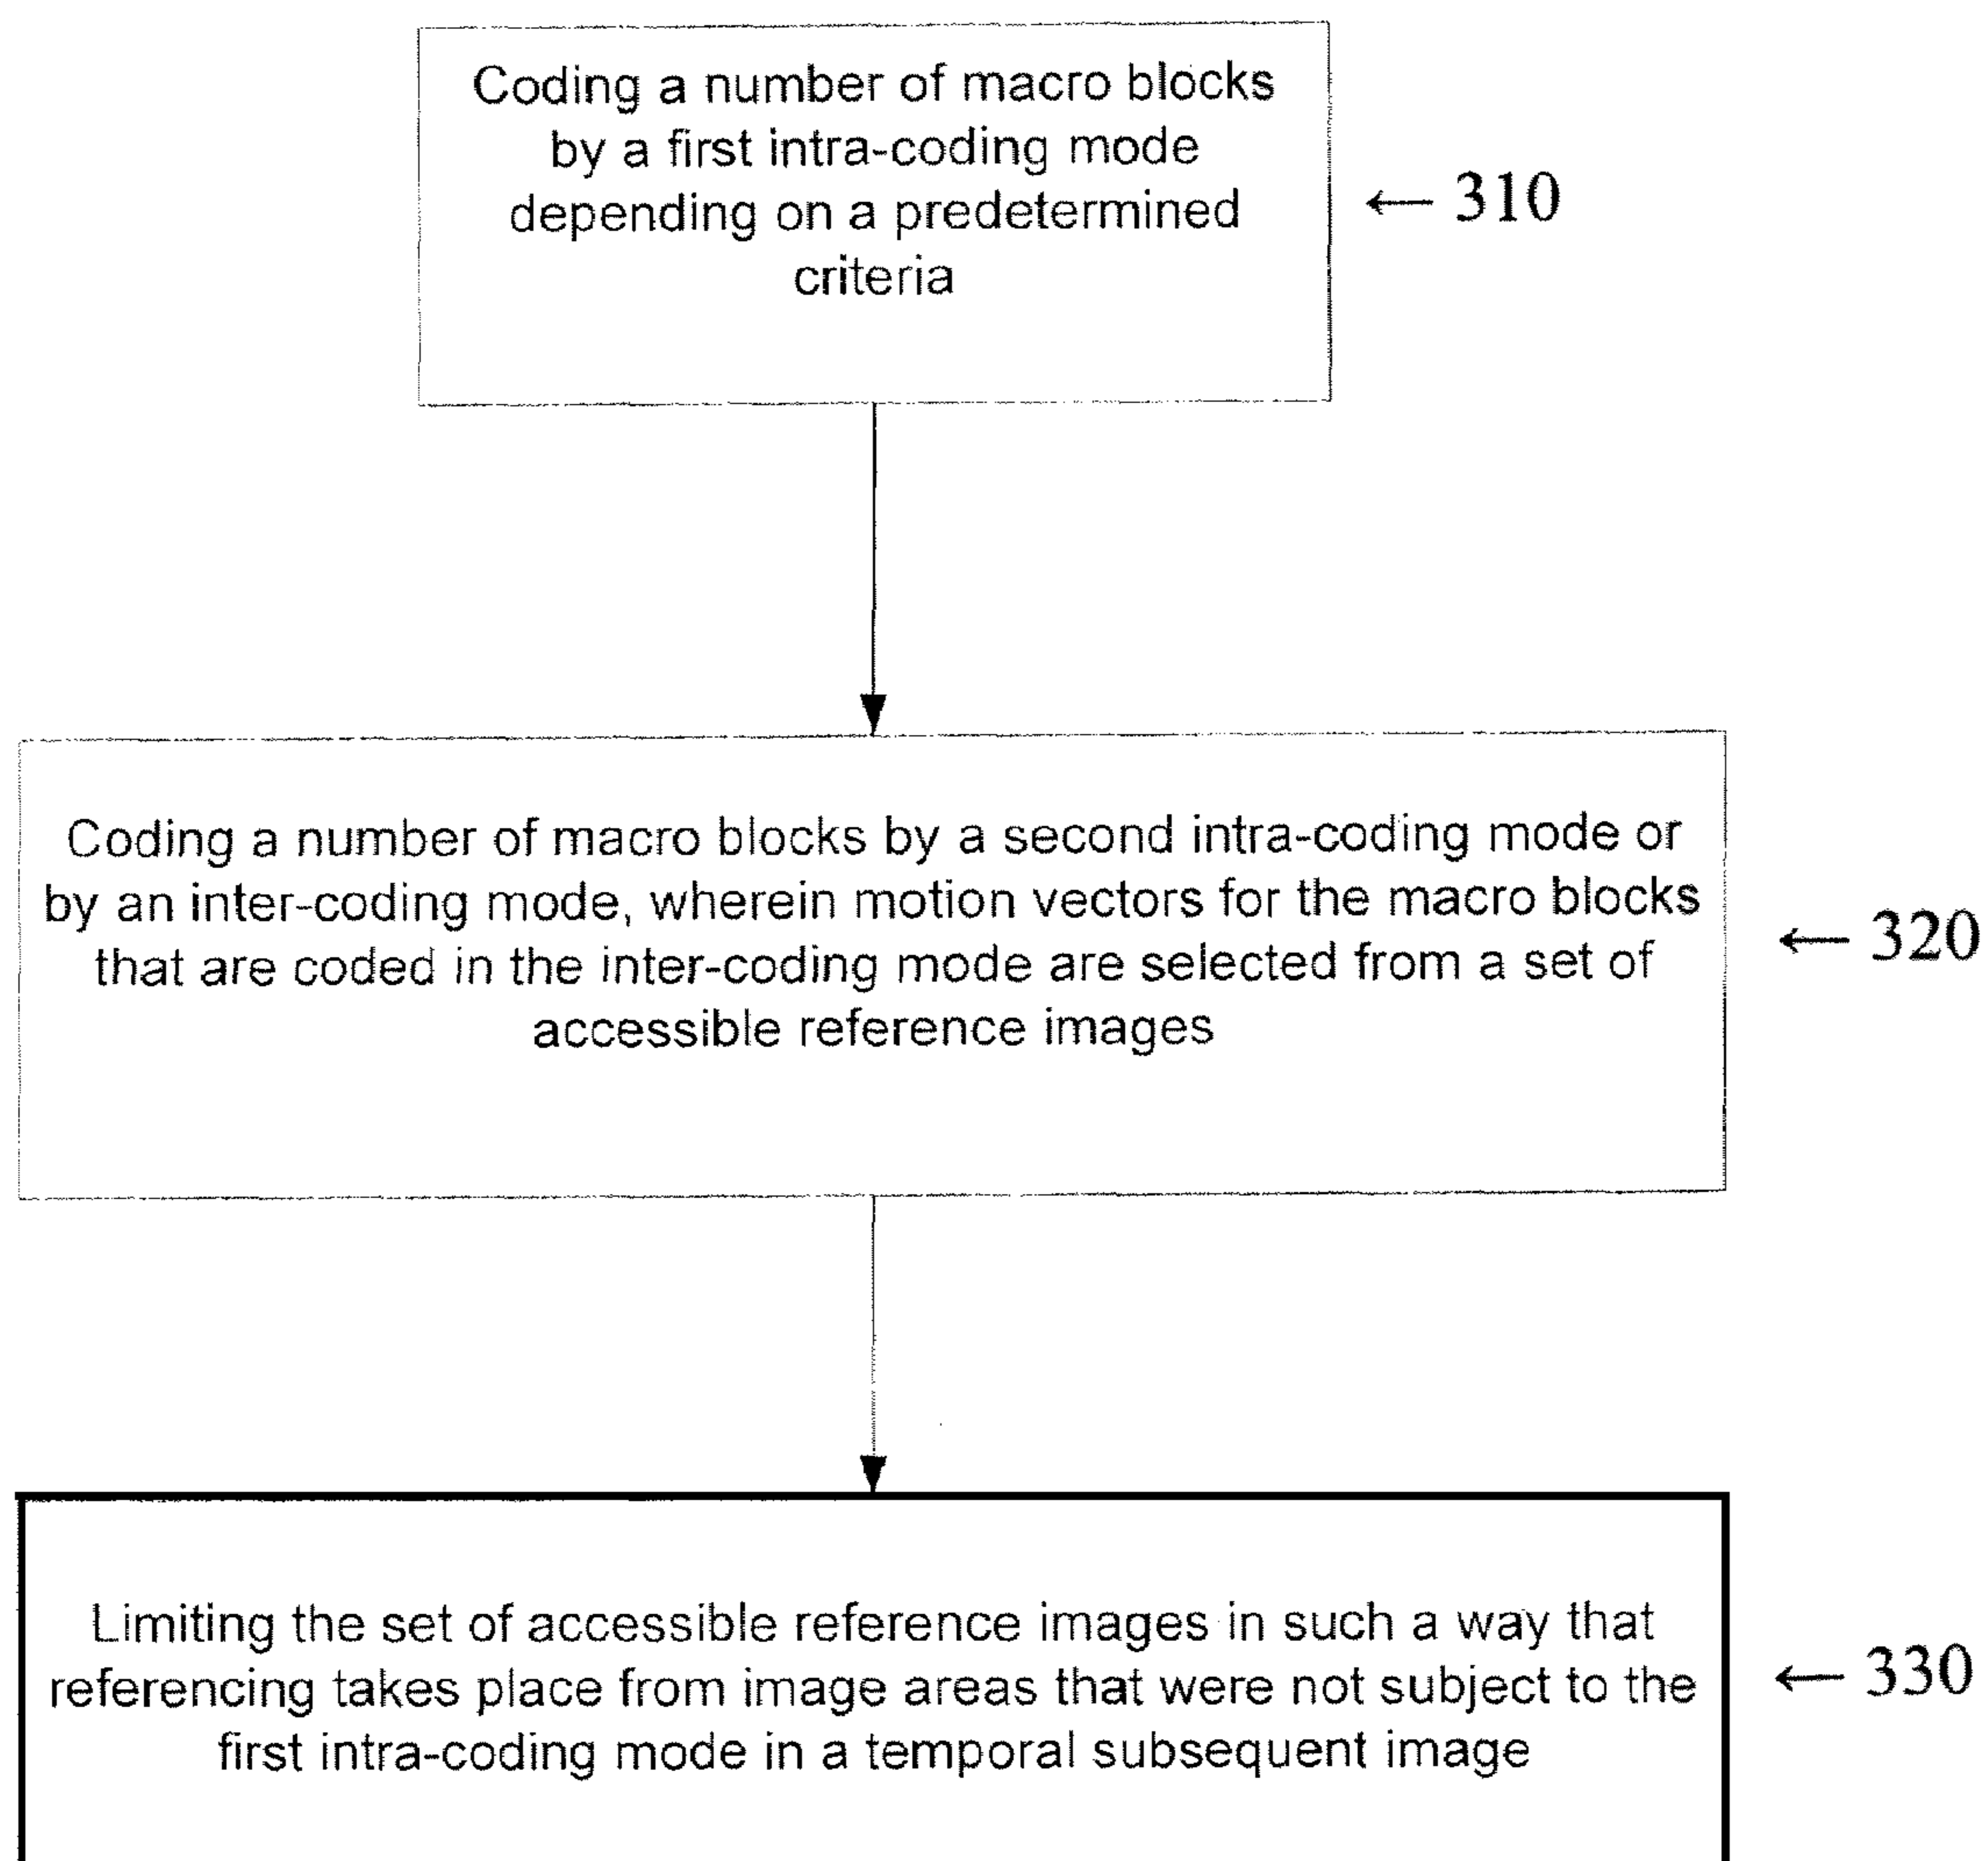 Coding a number of macro blocks
by a first intra-coding mode
depending on a predetermined
criteria
← 310
Coding a number of macro blocks by a second intra-coding mode or
by an inter-coding mode, wherein motion vectors for the macro blocks
that are coded in the inter-coding mode are selected from a set of
accessible reference images
← 320
Limiting the set of accessible reference images in such a way that
referencing takes place from image areas that were not subject to the
first intra-coding mode in a temporal subsequent image
← 330